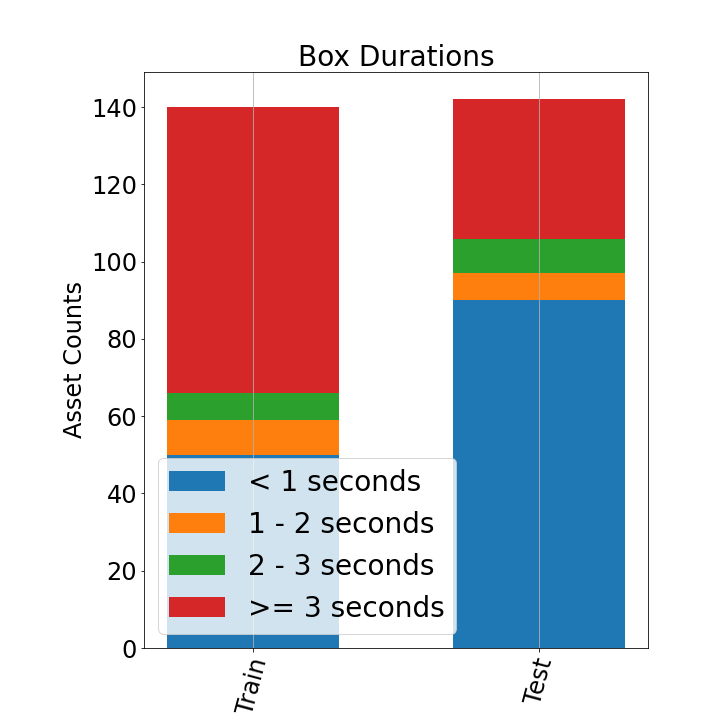 Box Durations
Asset Counts
140
120
100
80
60
40
20
0
< 1 seconds
1 - 2 seconds
2 - 3 seconds
>= 3 seconds
Train
Test